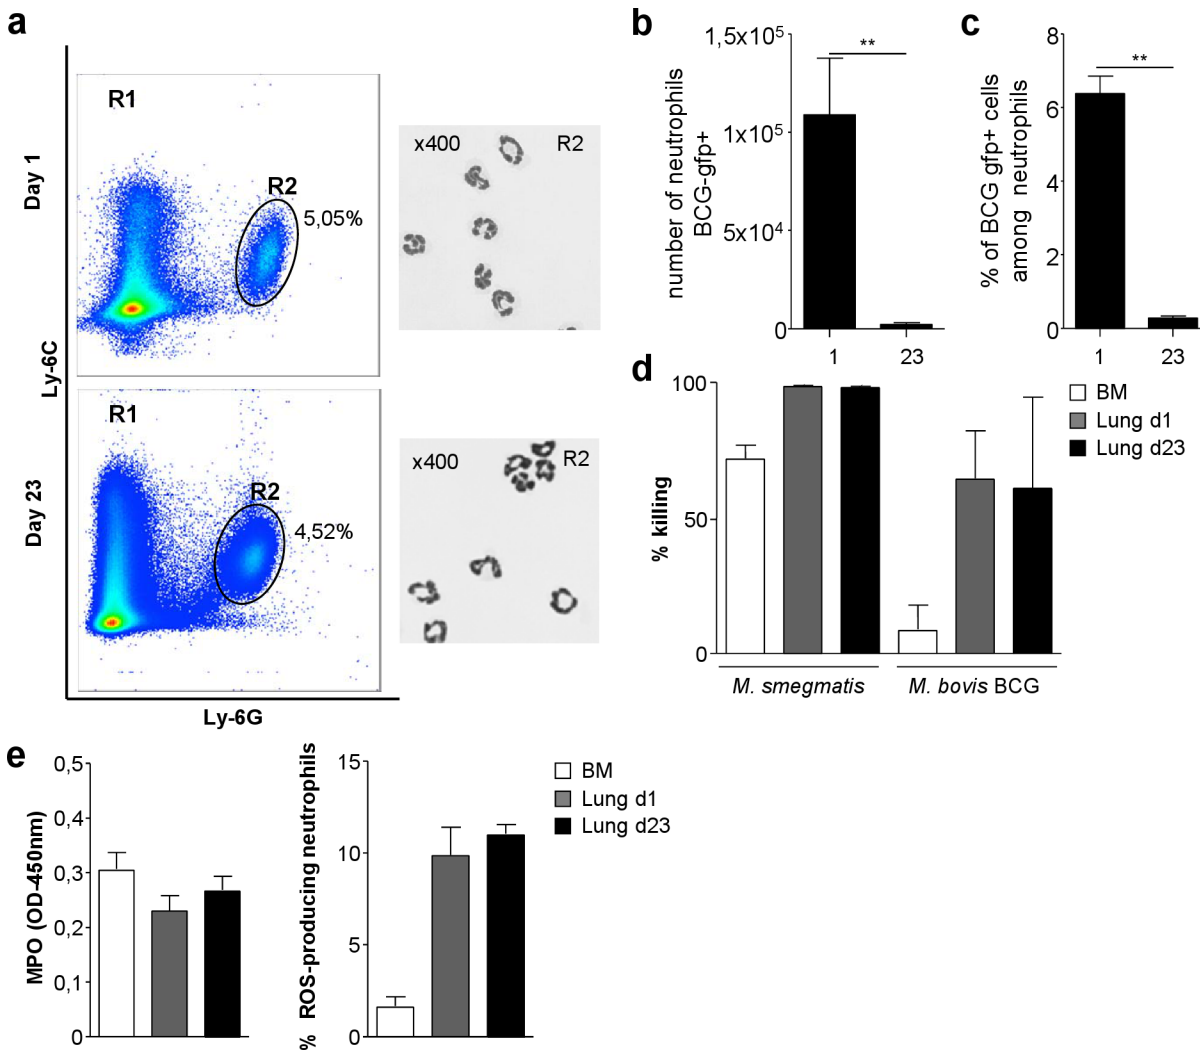 a
Ly-6C
Ly-6G
Day 1
R1
R2
5,05%
x400
R2
Day 23
R1
R2
4,52%
x400
R2
b
number of neutrophils
BCG-gfp+
1,5x10⁵
1x10⁵
5x10⁴
0
**
1
23
c
% of BCG gfp+ cells
among neutrophils
8
6
4
2
0
**
1
23
d
% killing
100
50
0
BM
Lung d1
Lung d23
M. smegmatis
M. bovis BCG
e
MPO (OD-450nm)
0,5
0,4
0,3
0,2
0,1
0
% ROS-producing neutrophils
15
10
5
0
BM
Lung d1
Lung d23